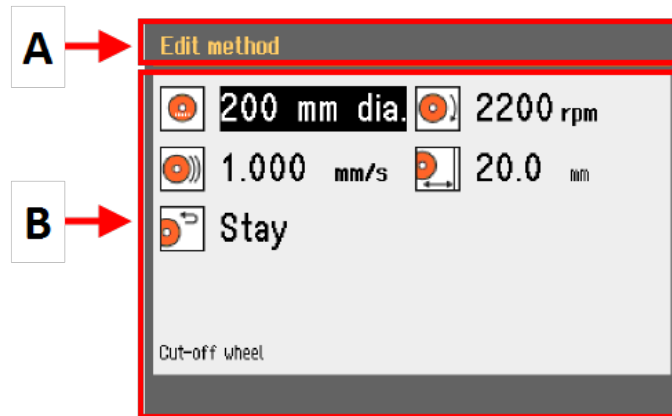 A
Edit method
200 mm dia. 2200 rpm
1.000 mm/s 20.0 mm
B
Stay
Cut-off wheel